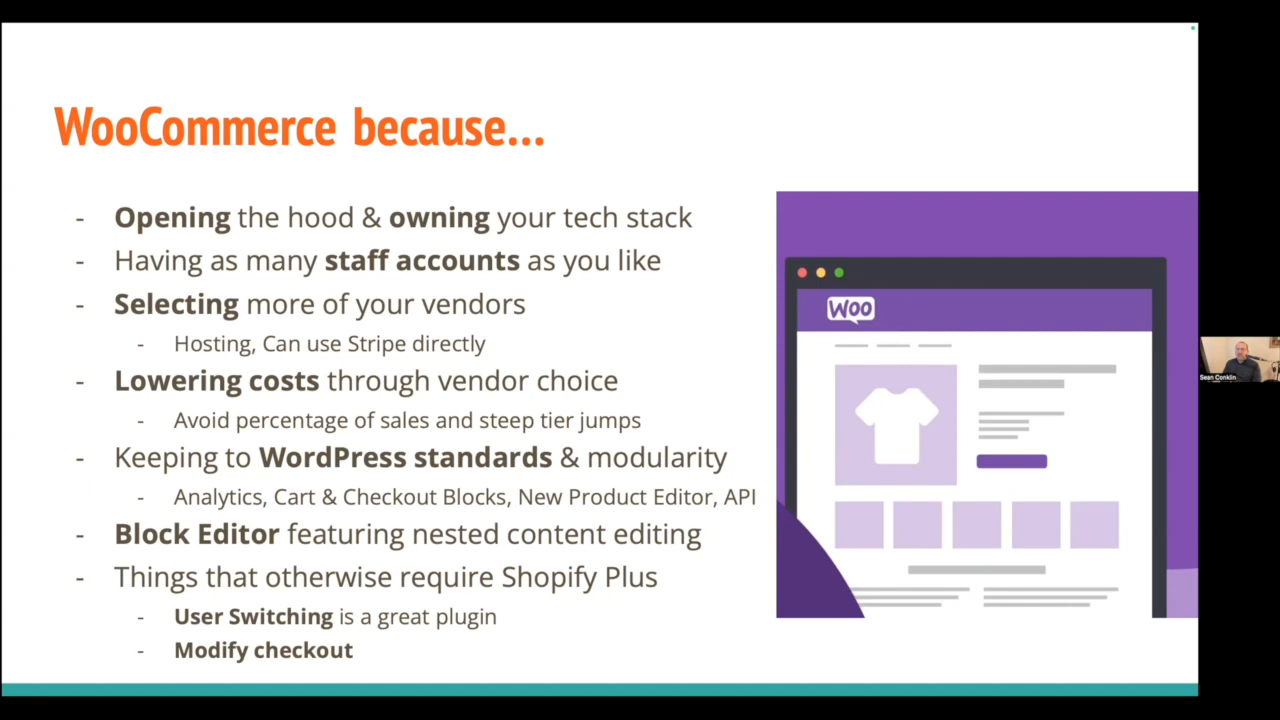 WooCommerce because...
- Opening the hood & owning your tech stack
- Having as many staff accounts as you like
- Selecting more of your vendors
- Hosting, Can use Stripe directly
- Lowering costs through vendor choice
- Avoid percentage of sales and steep tier jumps
- Keeping to WordPress standards & modularity
- Analytics, Cart & Checkout Blocks, New Product Editor, API
- Block Editor featuring nested content editing
- Things that otherwise require Shopify Plus
- User Switching is a great plugin
- Modify checkout
Woo
Sean Conklin